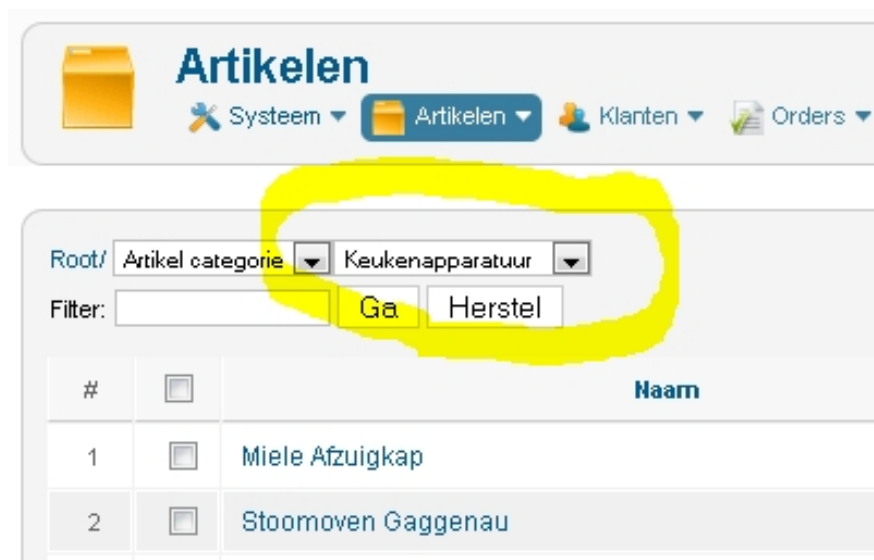 Artikelen
Systeem Artikelen Klanten Orders
Root/ Artikel categorie Keukenapparatuur
Filter: Ga Herstel
# Naam
1 Miele Afzuigkap
2 Stoomoven Gaggenau